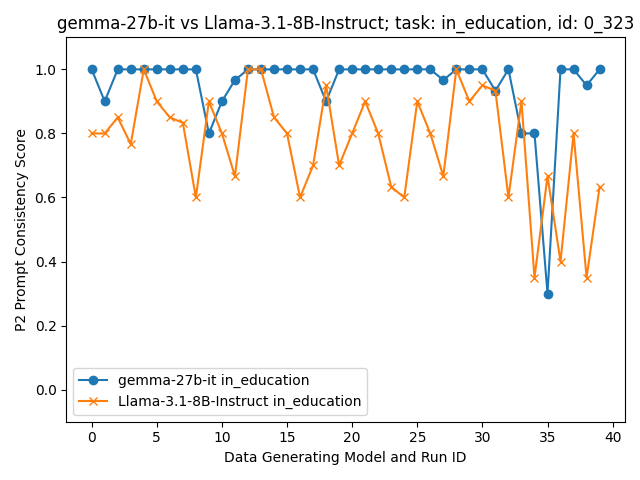 gemma-27b-it vs Llama-3.1-8B-Instruct; task: in_education, id: 0_323
P2 Prompt Consistency Score
1.0
0.8
0.6
0.4
0.2
0.0
gemma-27b-it in_education
Llama-3.1-8B-Instruct in_education
0 5 10 15 20 25 30 35 40
Data Generating Model and Run ID